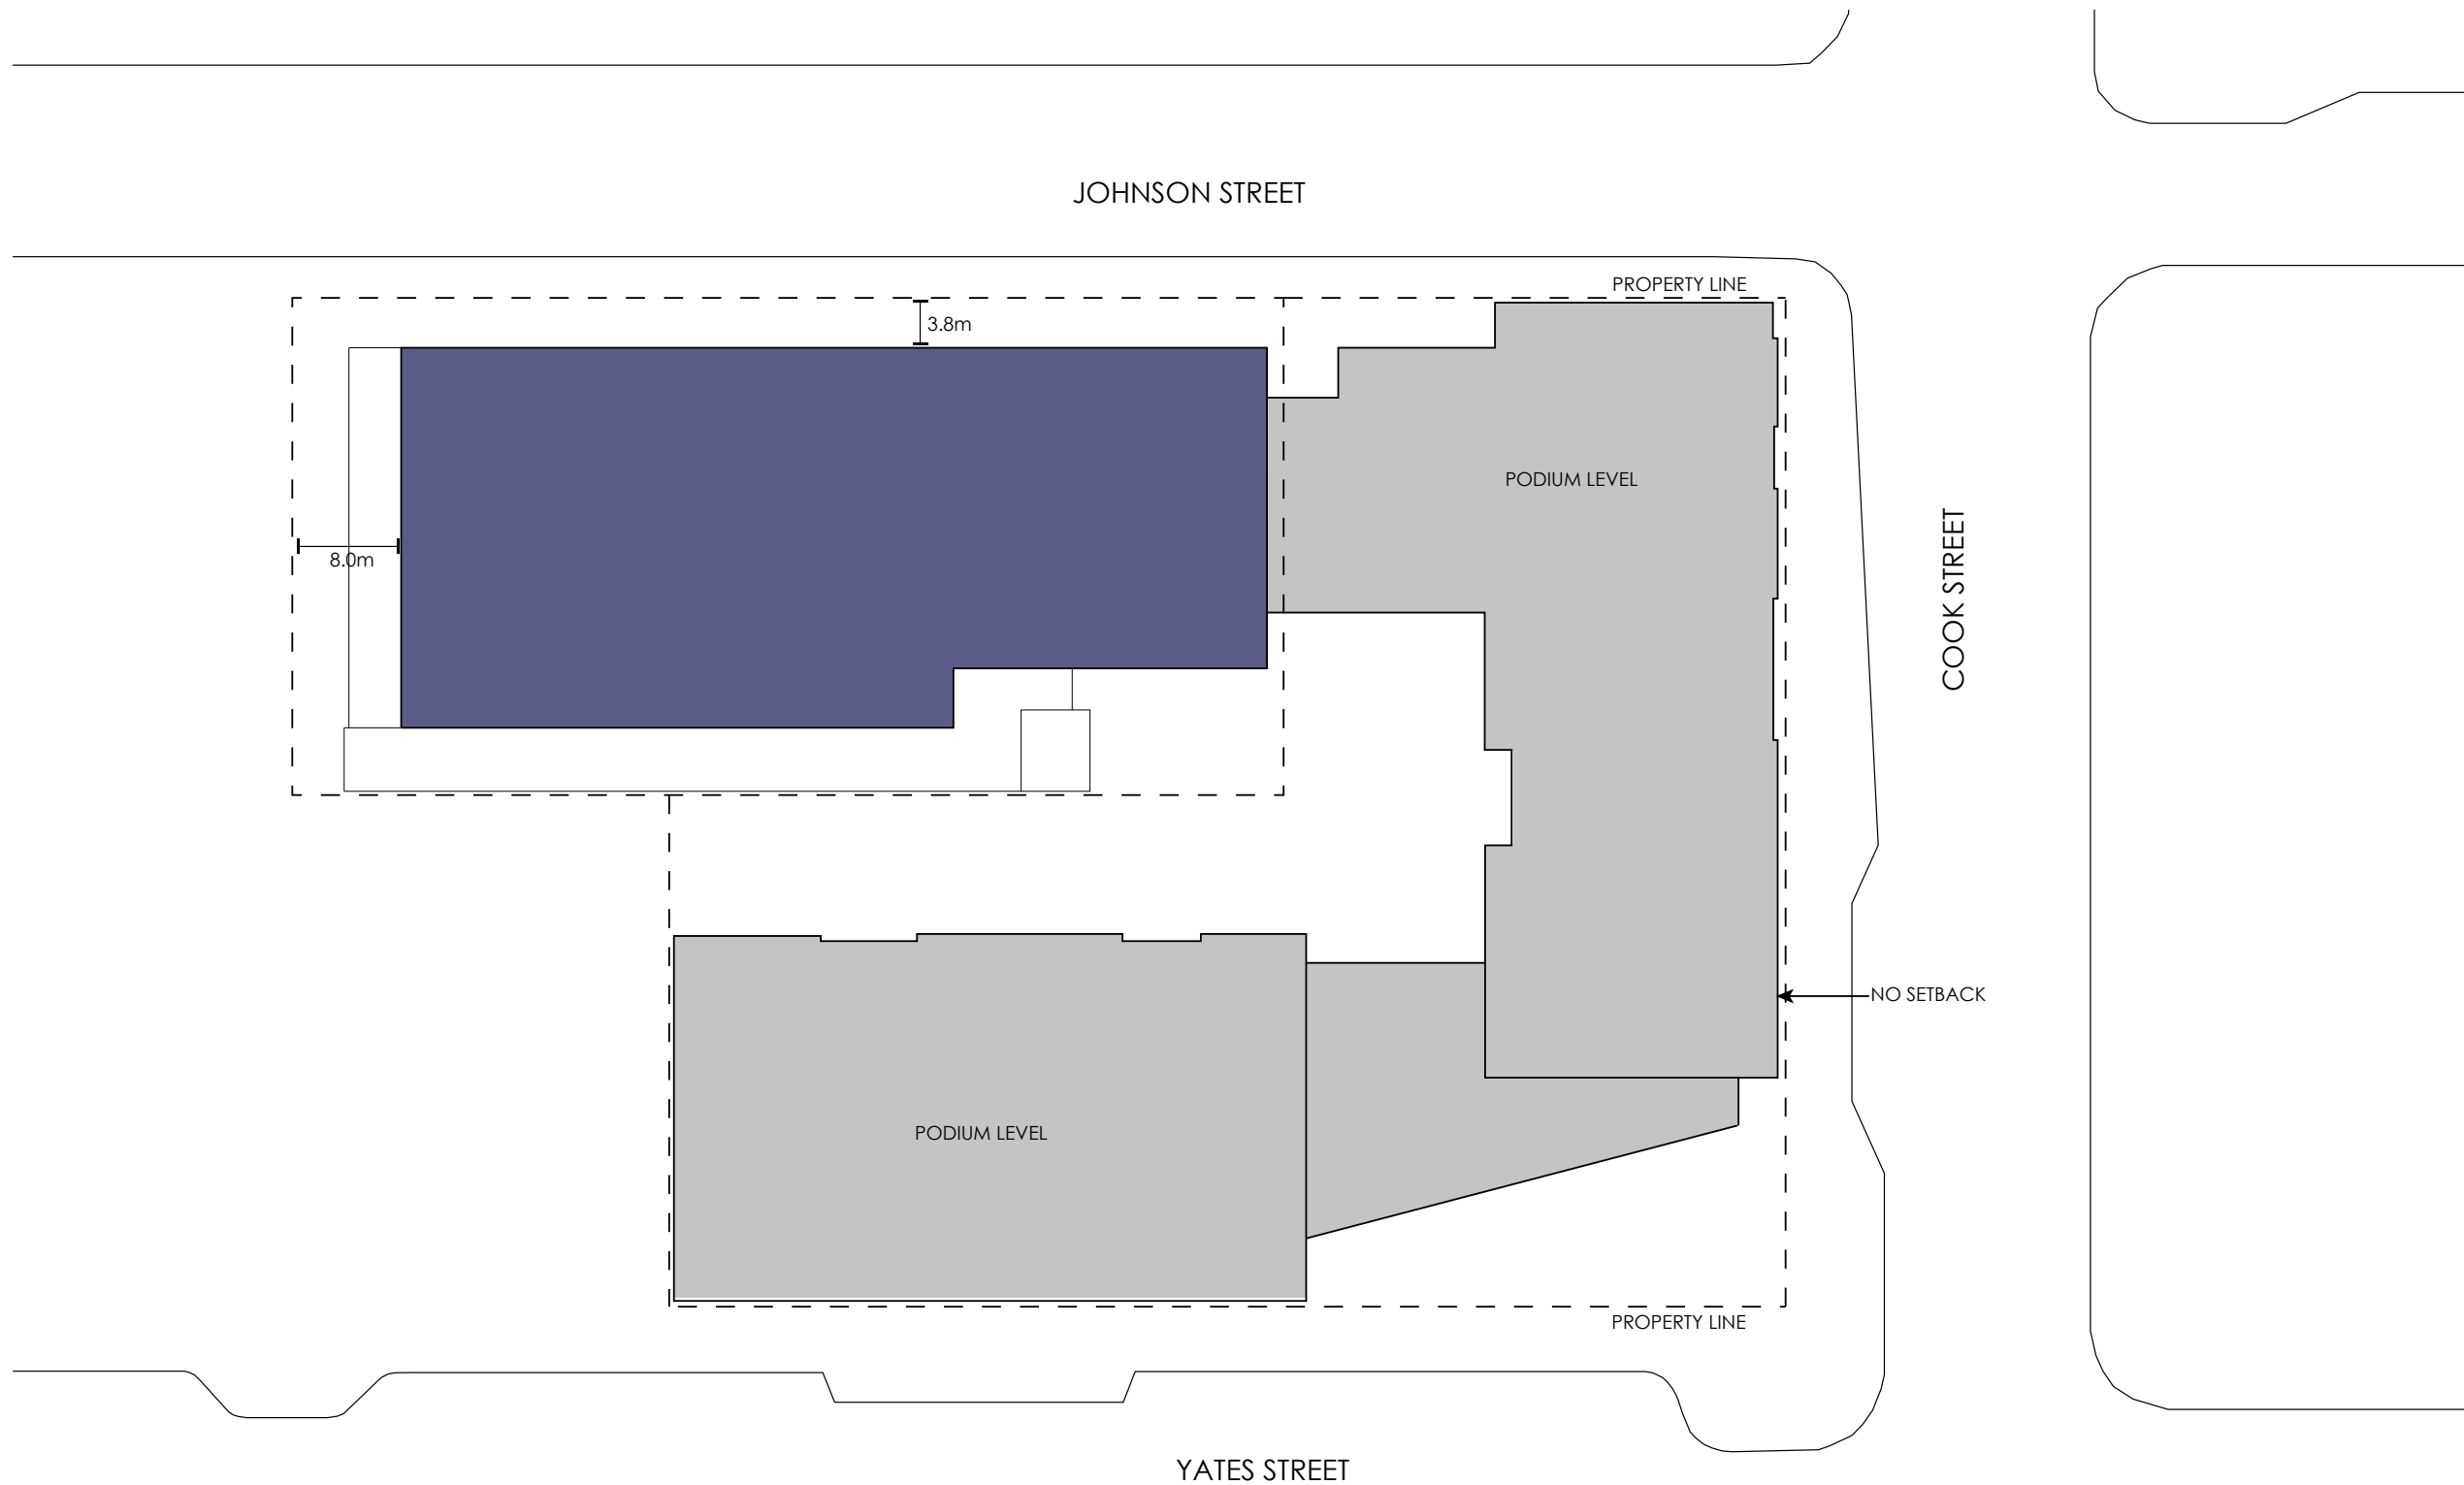 JOHNSON STREET
PROPERTY LINE
3.8m
PODIUM LEVEL
8.0m
COOK STREET
NO SETBACK
PODIUM LEVEL
PROPERTY LINE
YATES STREET